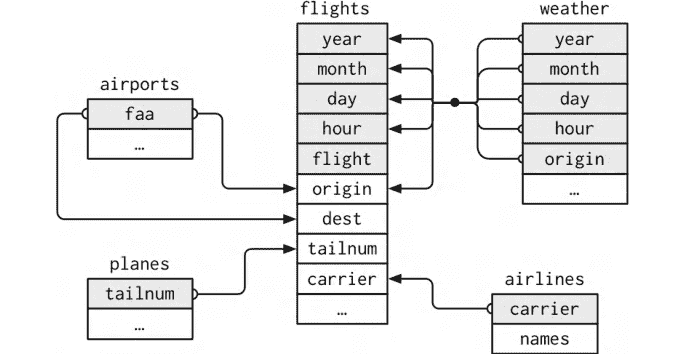 flights
year
month
day
hour
flight
origin
dest
tailnum
carrier
…
weather
year
month
day
hour
origin
…
airports
faa
…
planes
tailnum
…
airlines
carrier
names